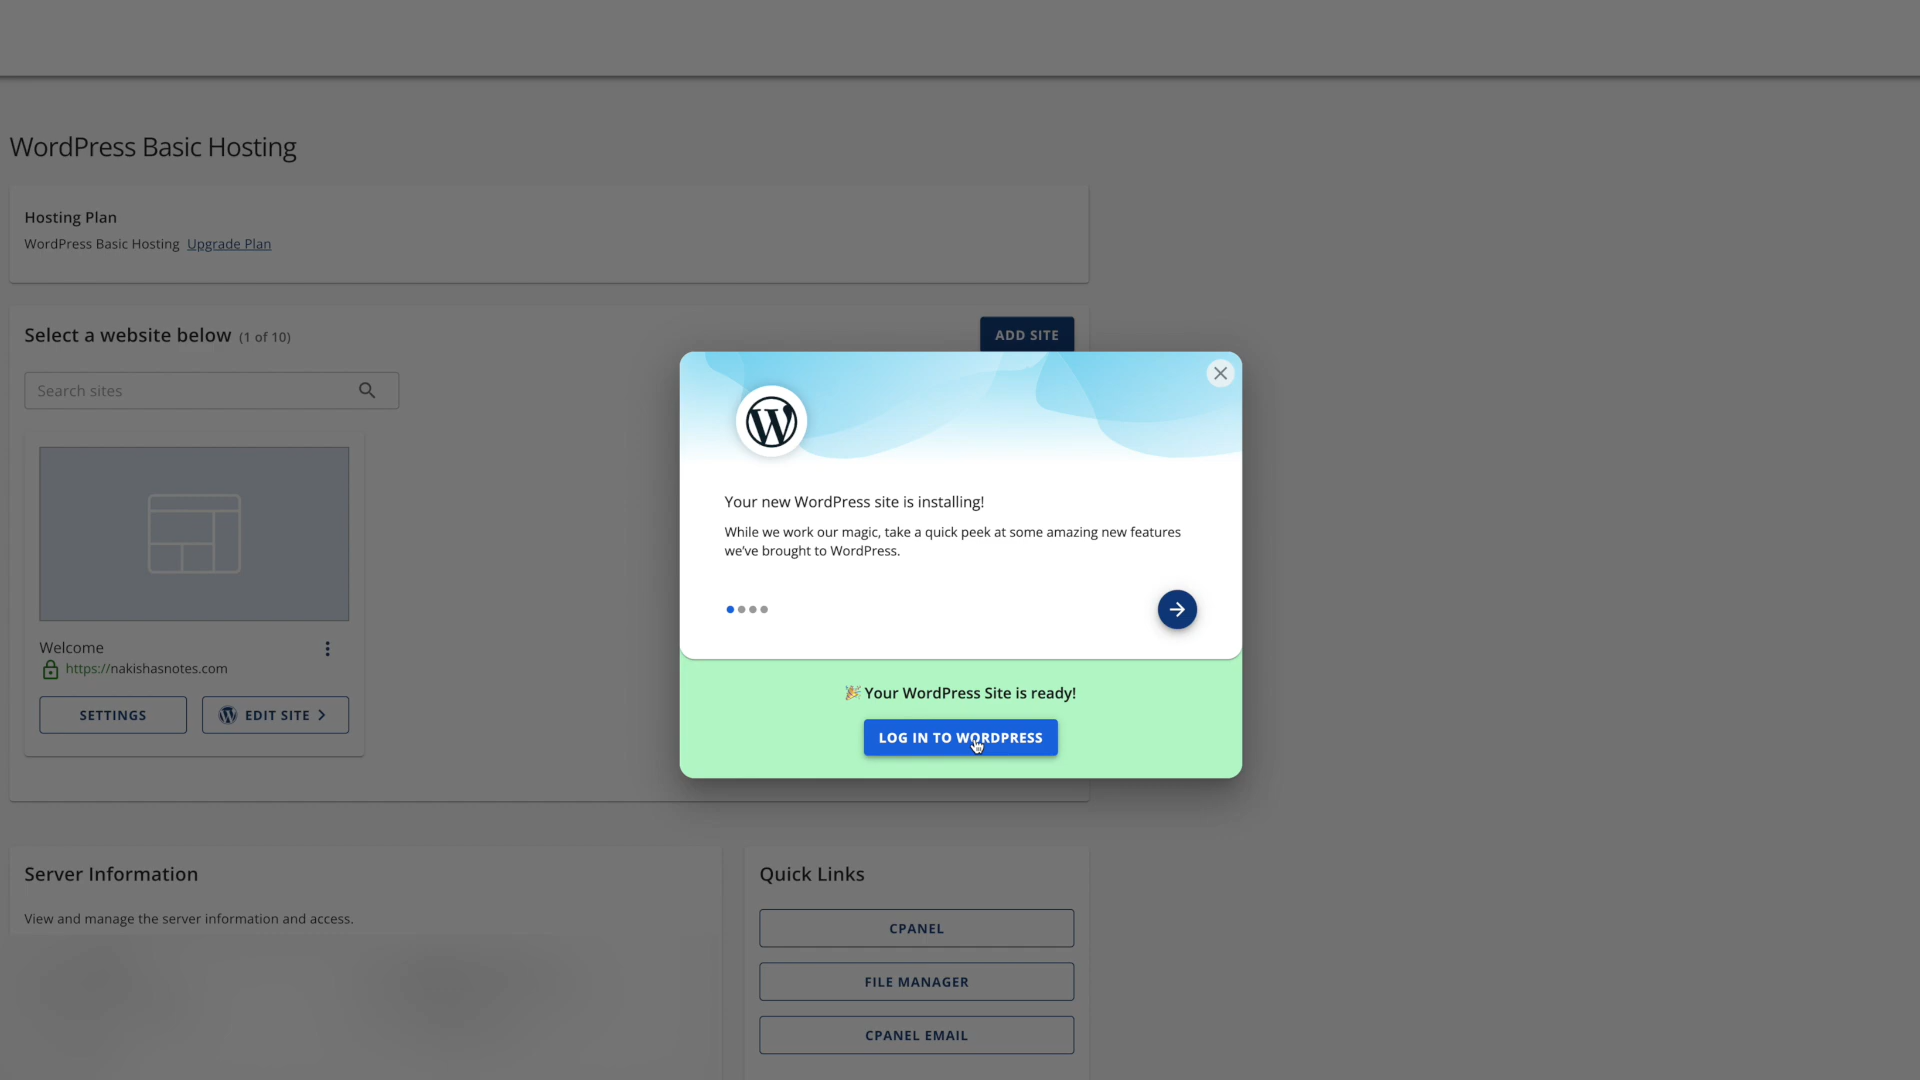 WordPress Basic Hosting
Hosting Plan
WordPress Basic Hosting Upgrade Plan
Select a website below (1 of 10)
ADD SITE
Search sites
Welcome
https://nakishasnotes.com
SETTINGS
EDIT SITE
Your new WordPress site is installing!
While we work our magic, take a quick peek at some amazing new features
we've brought to WordPress.
🎉 Your WordPress Site is ready!
LOG IN TO WORDPRESS
Server Information
View and manage the server information and access.
Quick Links
CPANEL
FILE MANAGER
CPANEL EMAIL